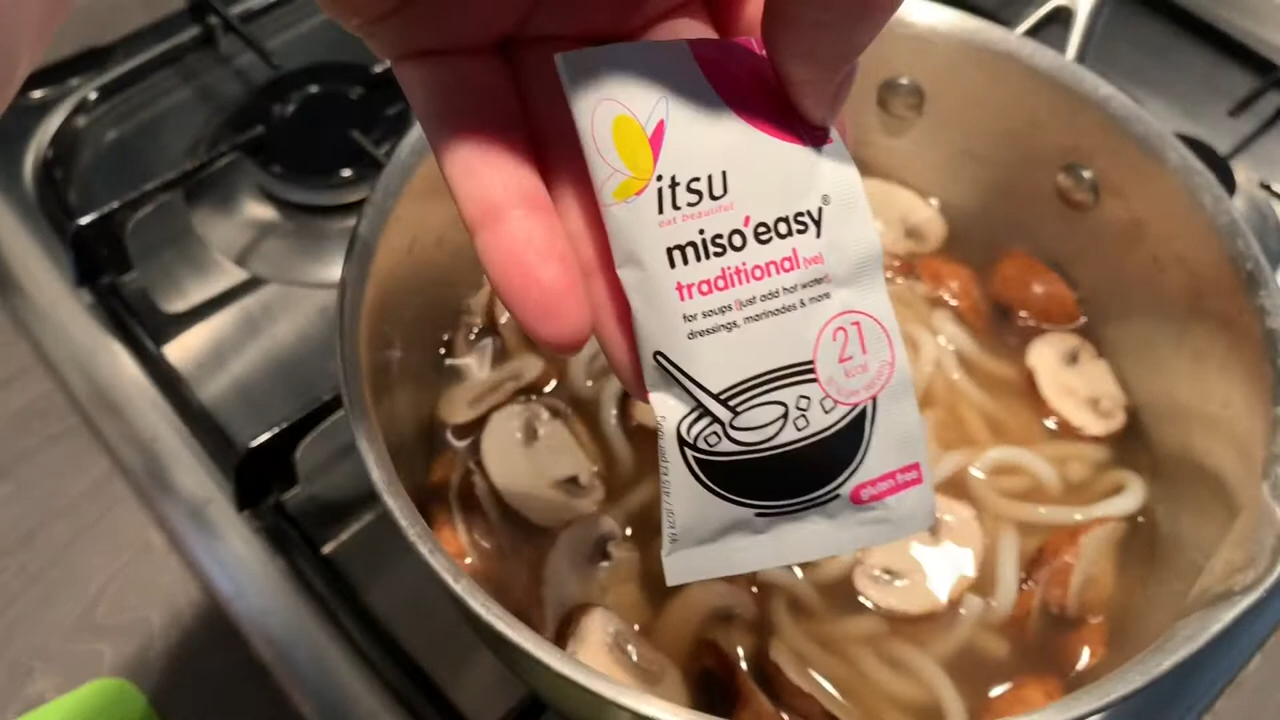 itsu
eat beautiful
miso'easy®
traditional (ve)
for soups (just add hot water),
dressings, marinades & more
21
kcal
gluten free